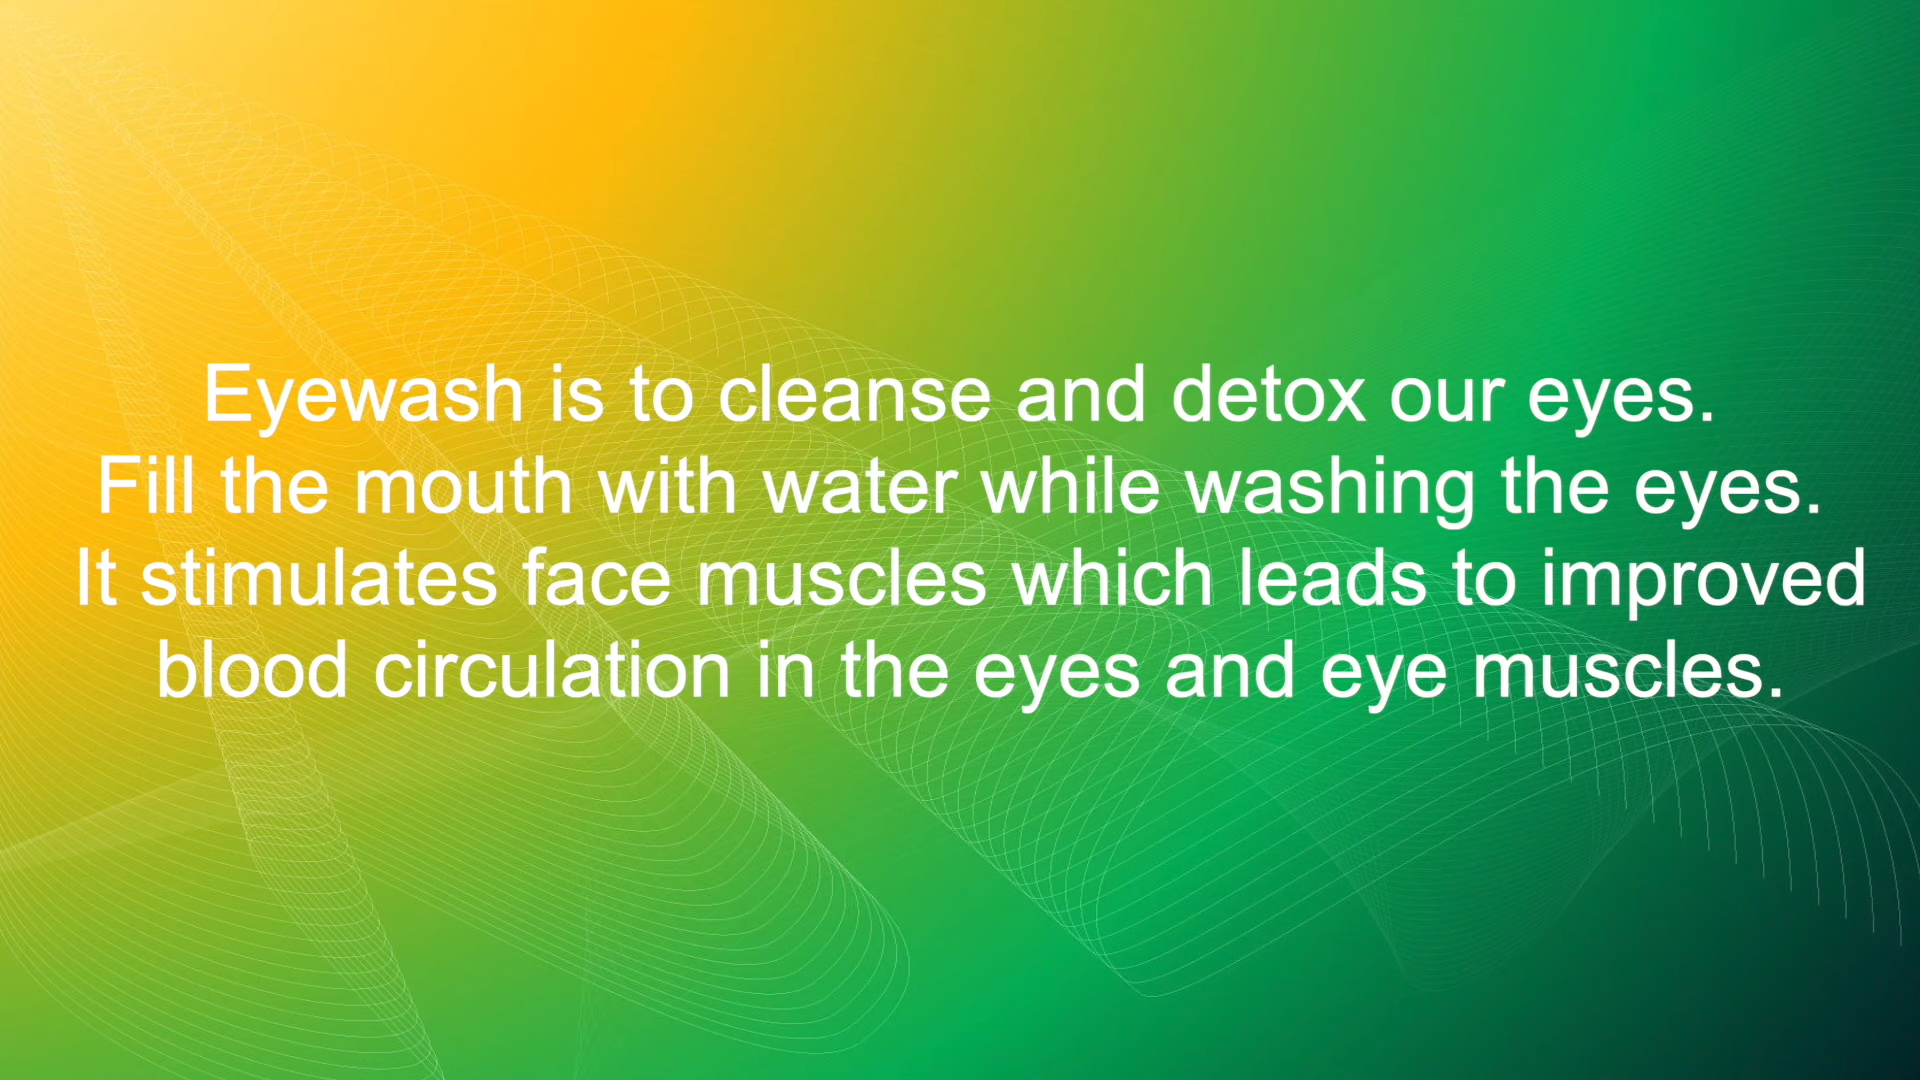 Eyewash is to cleanse and detox our eyes.
Fill the mouth with water while washing the eyes.
It stimulates face muscles which leads to improved
blood circulation in the eyes and eye muscles.